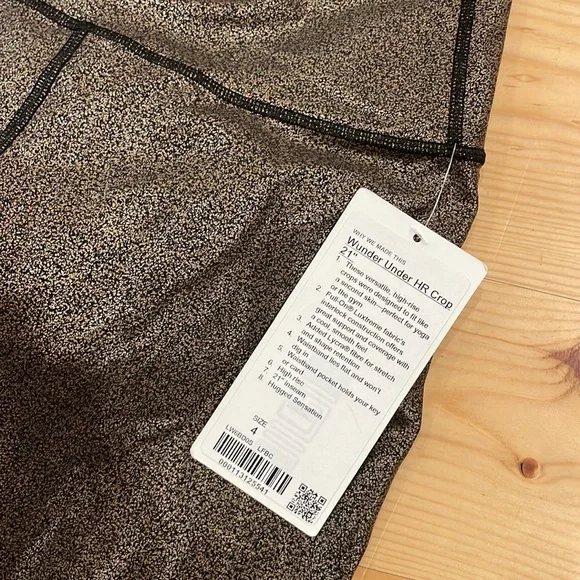 WHY WE MADE THIS
Wunder Under HR Crop
21"
1. These versatile, high-rise
crops were designed to fit like
a second skin—perfect for yoga
or the gym
2. Full-On® Luxtreme fabric's
interlock construction offers
great support and coverage with
a cool, smooth feel
3. Added Lycra® fibre for stretch
and shape retention
4. Waistband lies flat and won't
dig in
5. Waistband pocket holds your key
or card
6. High rise
7. 21" inseam
8. Hugged Sensation
SIZE
4
LW6BD0S LFBC
000113125541